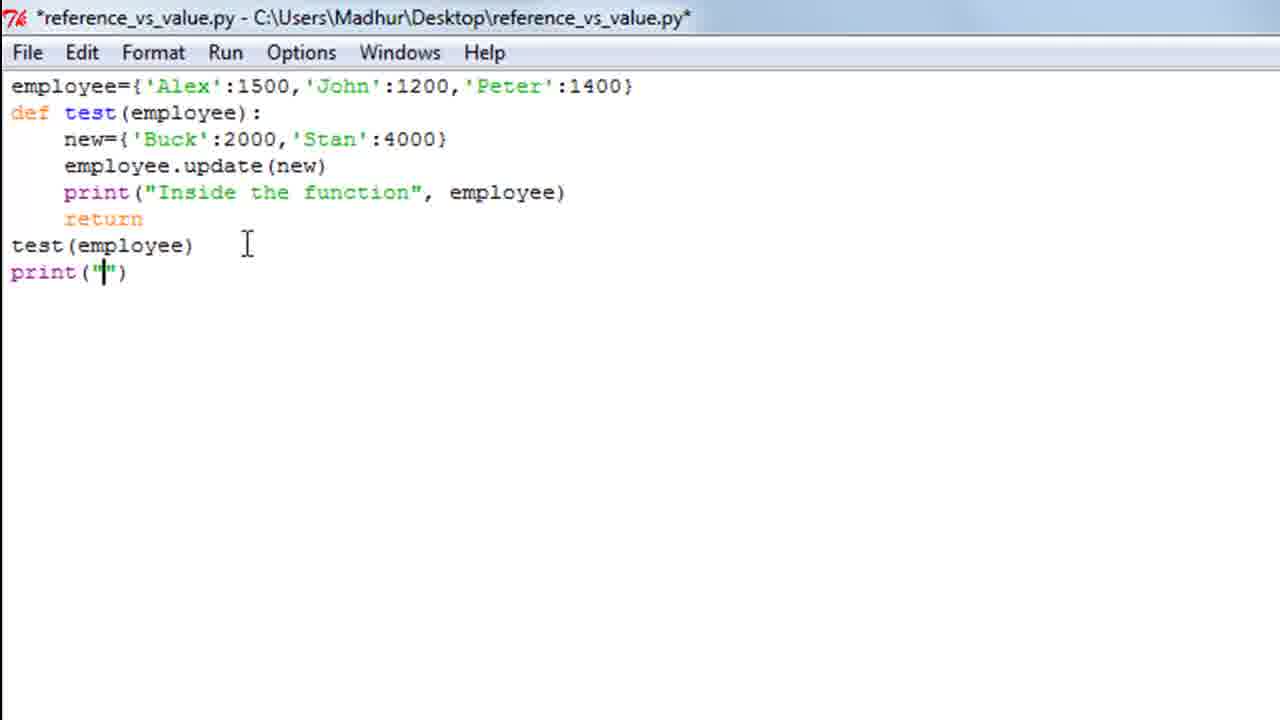 *reference_vs_value.py - C:\Users\Madhur\Desktop\reference_vs_value.py*
File Edit Format Run Options Windows Help
employee={'Alex':1500,'John':1200,'Peter':1400}
def test(employee):
    new={'Buck':2000,'Stan':4000}
    employee.update(new)
    print("Inside the function", employee)
    return
test(employee)
print("")